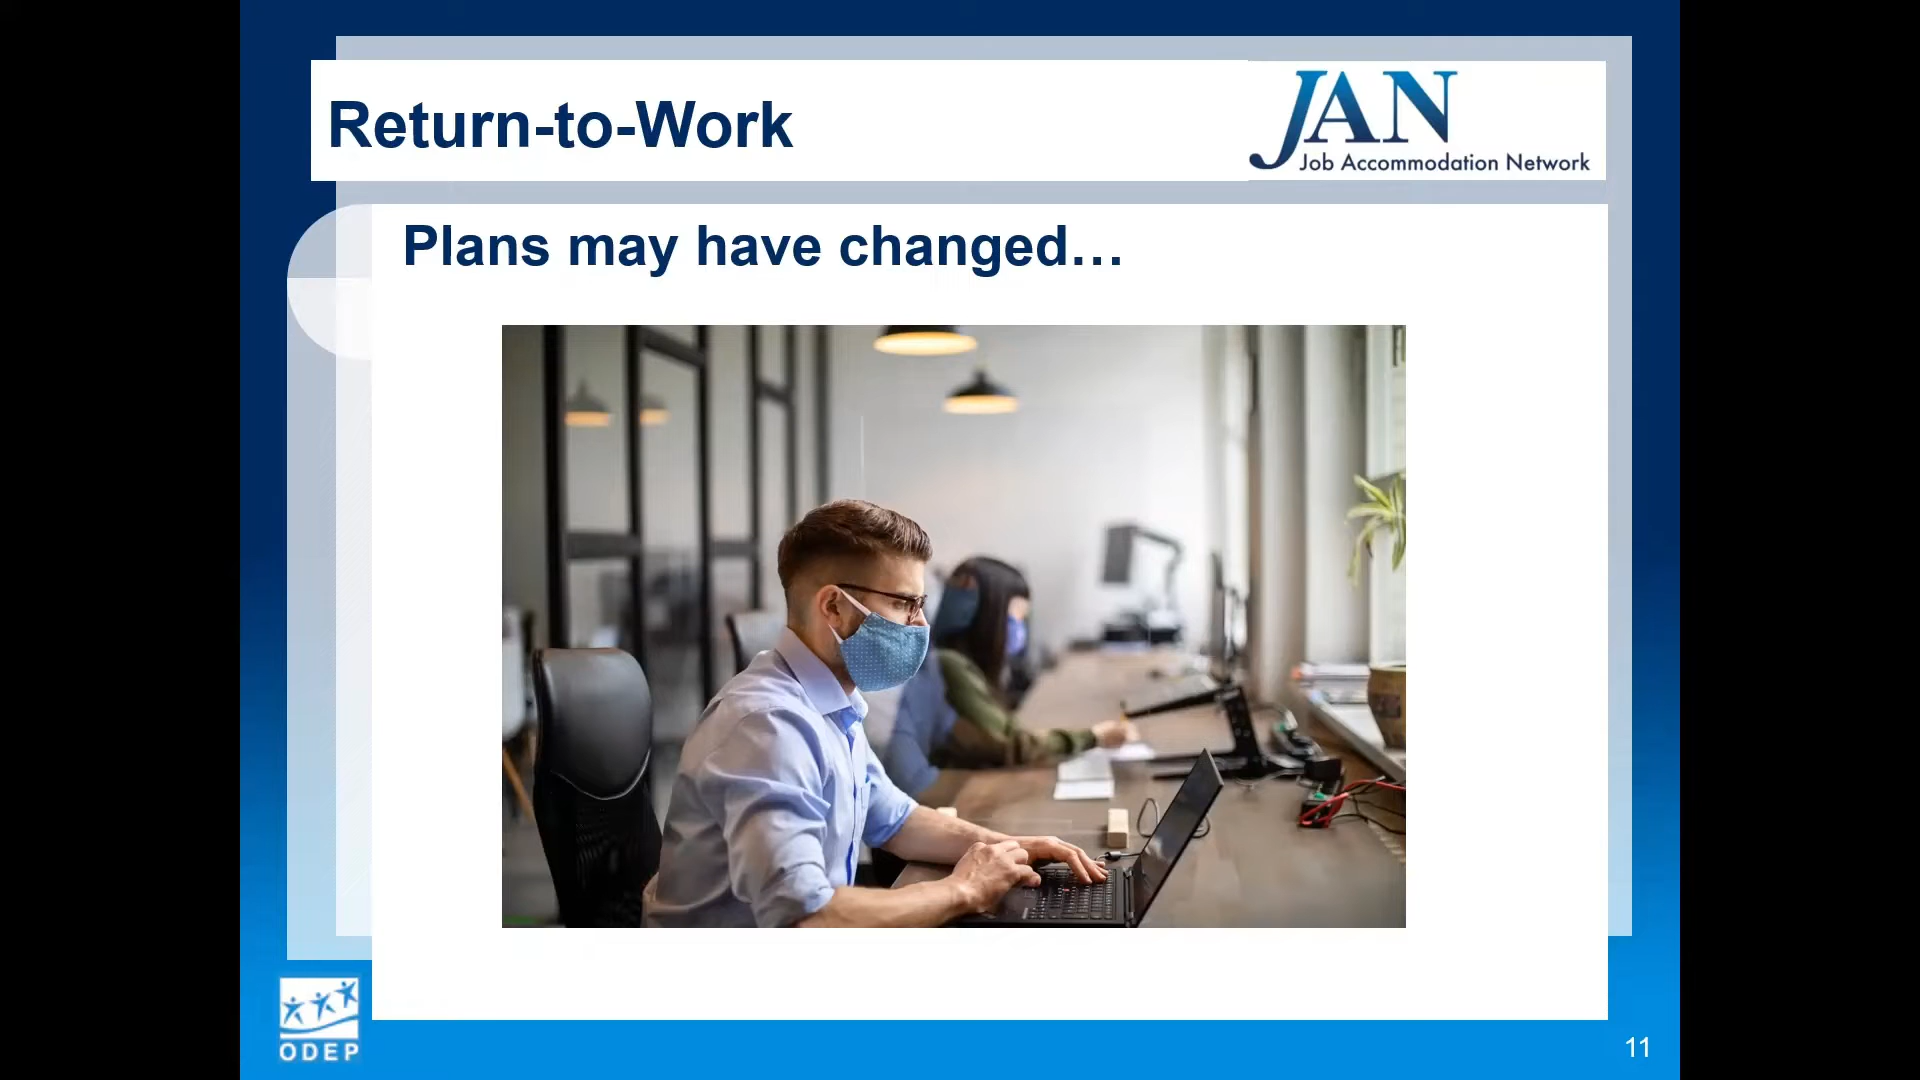 Return-to-Work
JAN
Job Accommodation Network
Plans may have changed…
ODEP
11